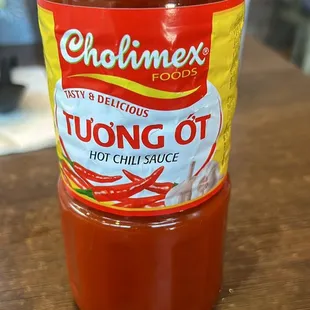 Cholimex®
FOODS
TASTY & DELICIOUS
TƯƠNG ỚT
HOT CHILI SAUCE